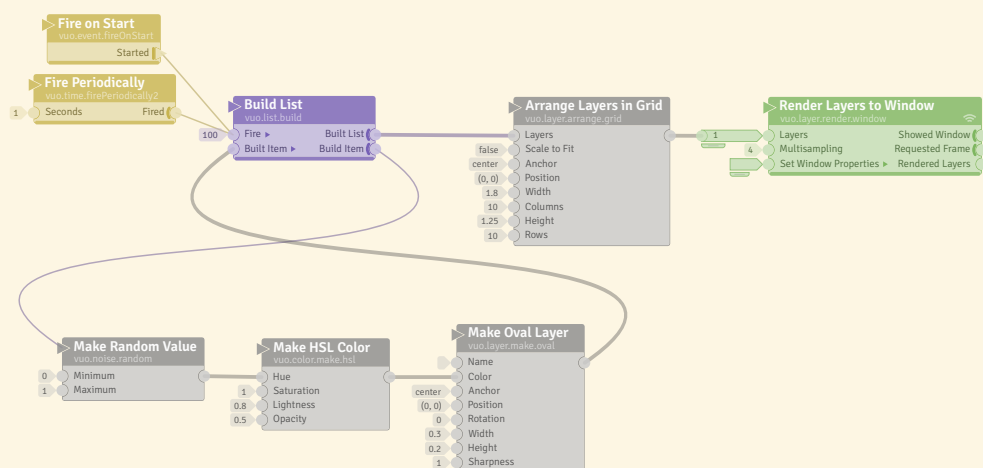 Fire on Start
vuo.event.fireOnStart
Started
Fire Periodically
vuo.time.firePeriodically2
1 Seconds Fired
Build List
vuo.list.build
100 Fire Built List
Built Item Build Item
Arrange Layers in Grid
vuo.layer.arrange.grid
Layers
false Scale to Fit
center Anchor
(0, 0) Position
1.8 Width
10 Columns
1.25 Height
10 Rows
Render Layers to Window
vuo.layer.render.window
1 Layers Showed Window
4 Multisampling Requested Frame
Set Window Properties Rendered Layers
Make Random Value
vuo.noise.random
0 Minimum
1 Maximum
Make HSL Color
vuo.color.make.hsl
Hue
1 Saturation
0.8 Lightness
0.5 Opacity
Make Oval Layer
vuo.layer.make.oval
Name
Color
center Anchor
(0, 0) Position
0 Rotation
0.3 Width
0.2 Height
1 Sharpness